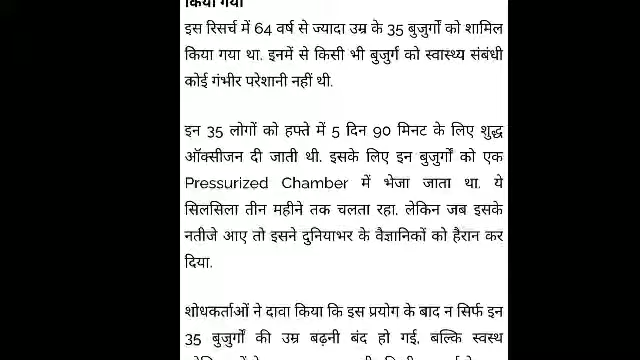 किया गया
इस रिसर्च में 64 वर्ष से ज्यादा उम्र के 35 बुजुर्गों को शामिल
किया गया था. इनमें से किसी भी बुजुर्ग को स्वास्थ्य संबंधी
कोई गंभीर परेशानी नहीं थी.
इन 35 लोगों को हफ्ते में 5 दिन 90 मिनट के लिए शुद्ध
ऑक्सीजन दी जाती थी. इसके लिए इन बुजुर्गों को एक
Pressurized Chamber में भेजा जाता था. ये
सिलसिला तीन महीने तक चलता रहा. लेकिन जब इसके
नतीजे आए तो इसने दुनियाभर के वैज्ञानिकों को हैरान कर
दिया.
शोधकर्ताओं ने दावा किया कि इस प्रयोग के बाद न सिर्फ इन
35 बुजुर्गों की उम्र बढ़नी बंद हो गई, बल्कि स्वस्थ